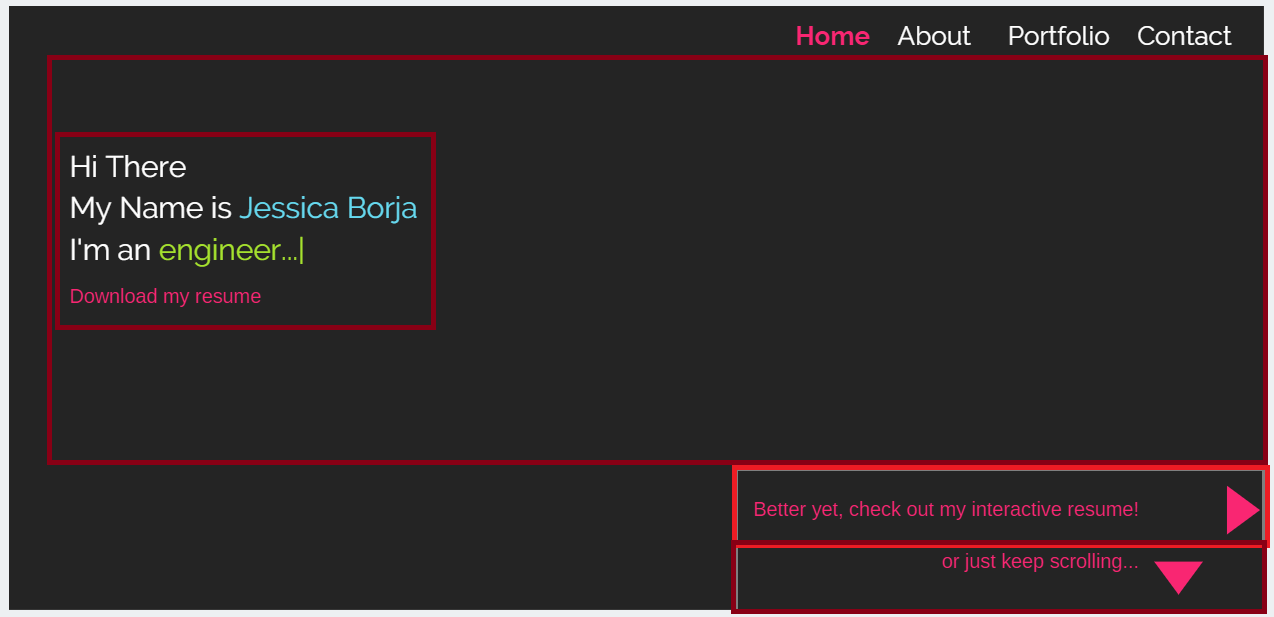 Home About Portfolio Contact
Hi There
My Name is Jessica Borja
I'm an engineer...|
Download my resume
Better yet, check out my interactive resume!
or just keep scrolling...